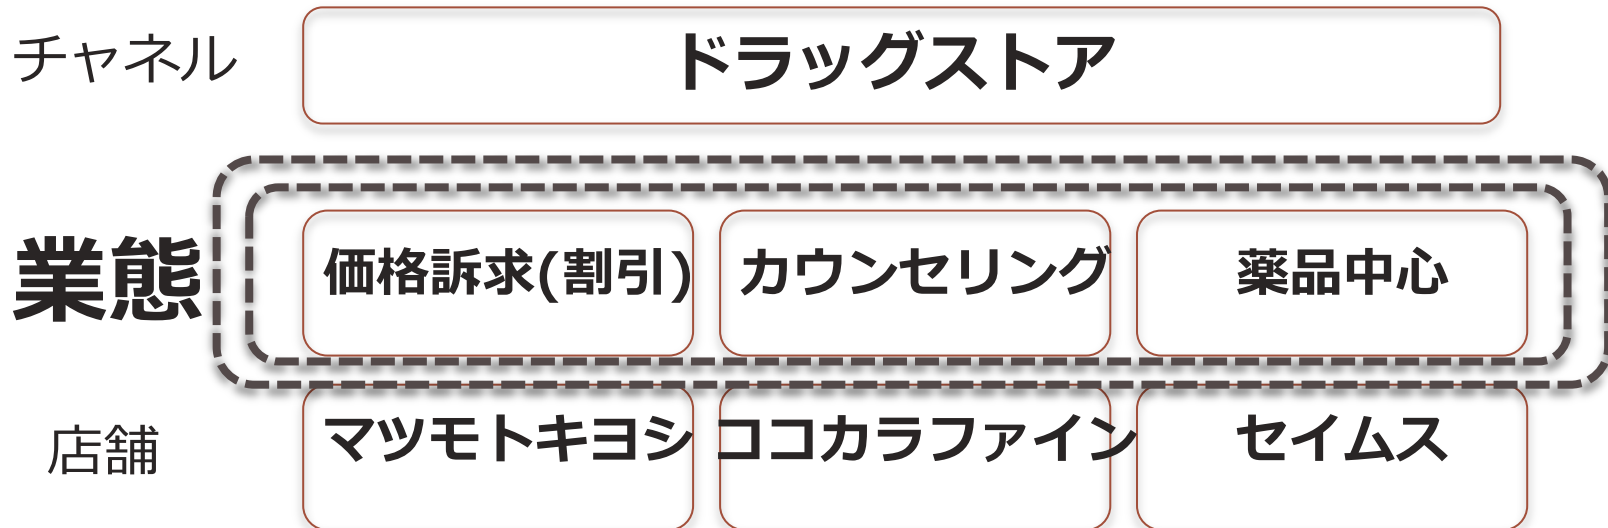 チャネル
ドラッグストア
業態
価格訴求(割引)
カウンセリング
薬品中心
店舗
マツモトキヨシ
ココカラファイン
セイムス